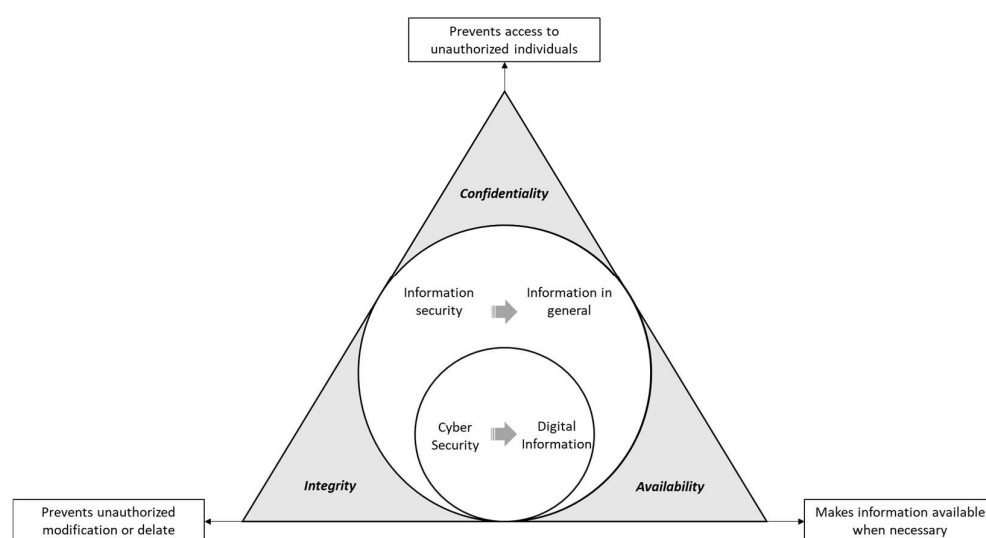 Prevents access to
unauthorized individuals
Confidentiality
Information
security
Information in
general
Cyber
Security
Digital
Information
Integrity
Availability
Prevents unauthorized
modification or delate
Makes information available
when necessary